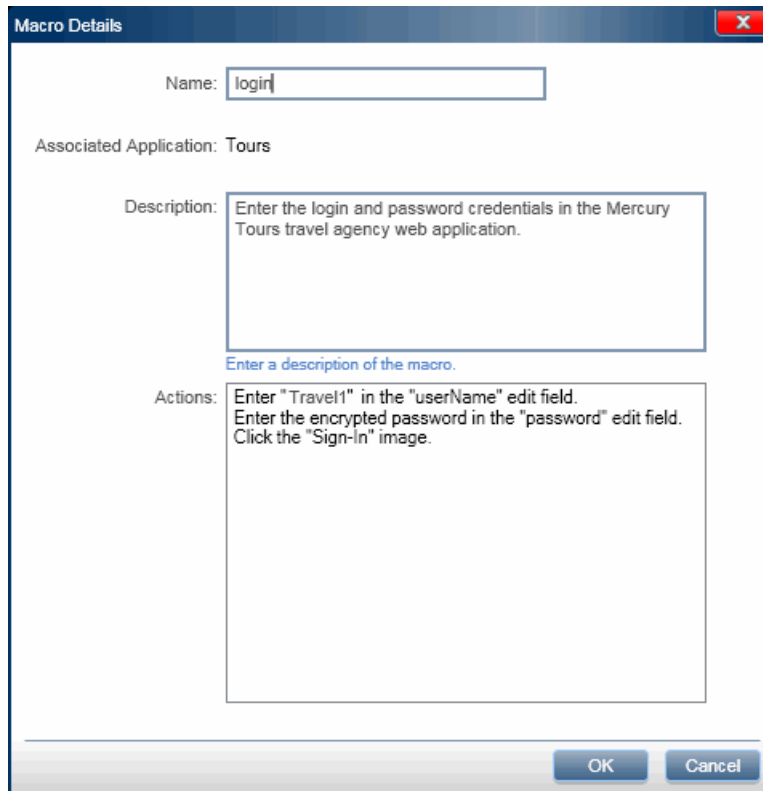 Macro Details
Name: login
Associated Application: Tours
Description: Enter the login and password credentials in the Mercury
Tours travel agency web application.
Enter a description of the macro.
Actions: Enter "Travel1" in the "userName" edit field.
Enter the encrypted password in the "password" edit field.
Click the "Sign-In" image.
OK Cancel